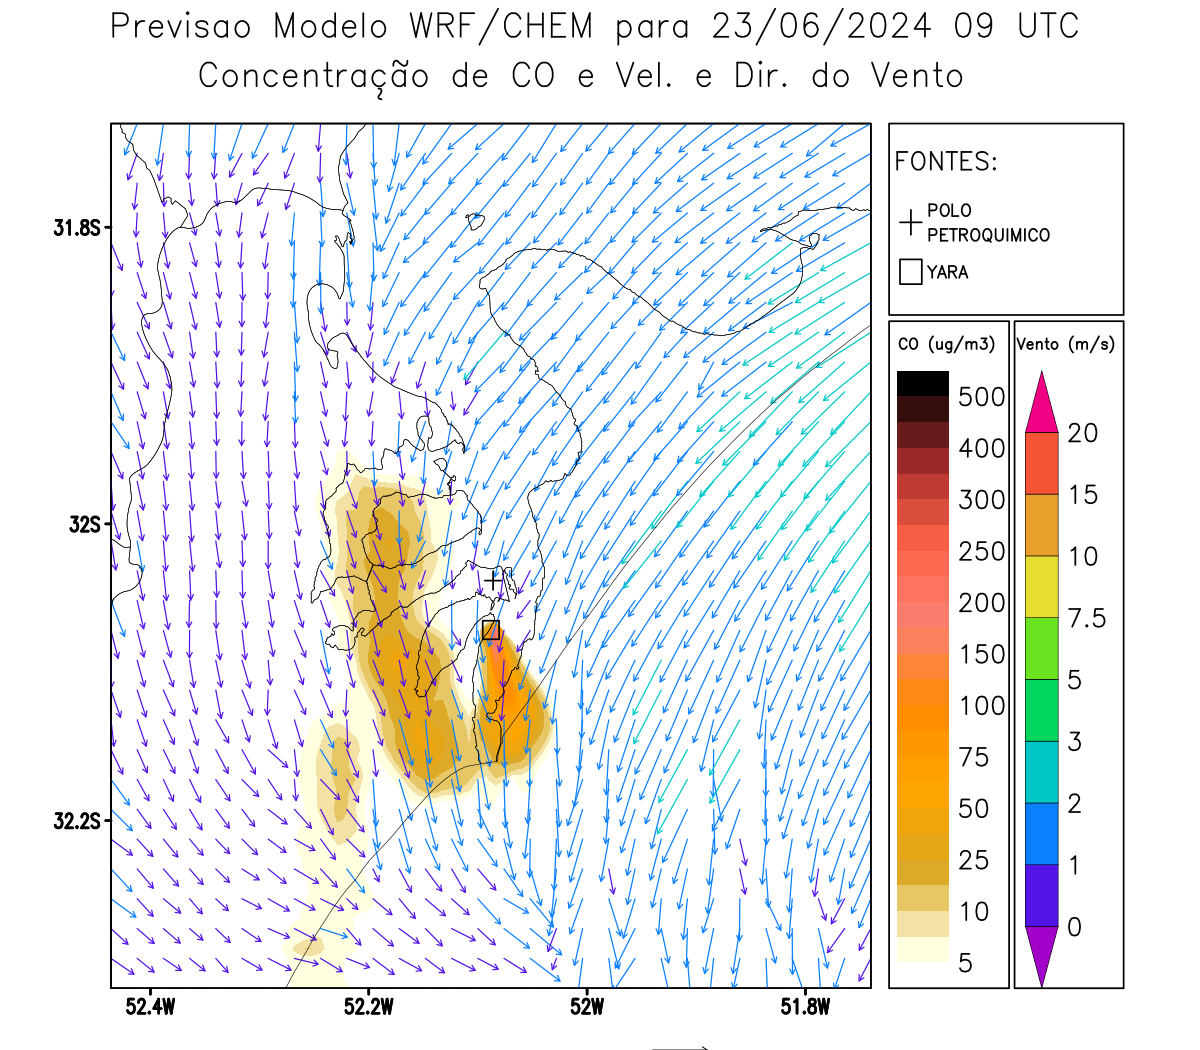 Previsao Modelo WRF/CHEM para 23/06/2024 09 UTC
Concentração de CO e Vel. e Dir. do Vento
FONTES:
POLO
PETROQUIMICO
YARA
31.8S
32S
32.2S
52.4W
52.2W
52W
51.8W
CO (ug/m3)
500
400
300
250
200
150
100
75
50
25
10
5
Vento (m/s)
20
15
10
7.5
5
3
2
1
0